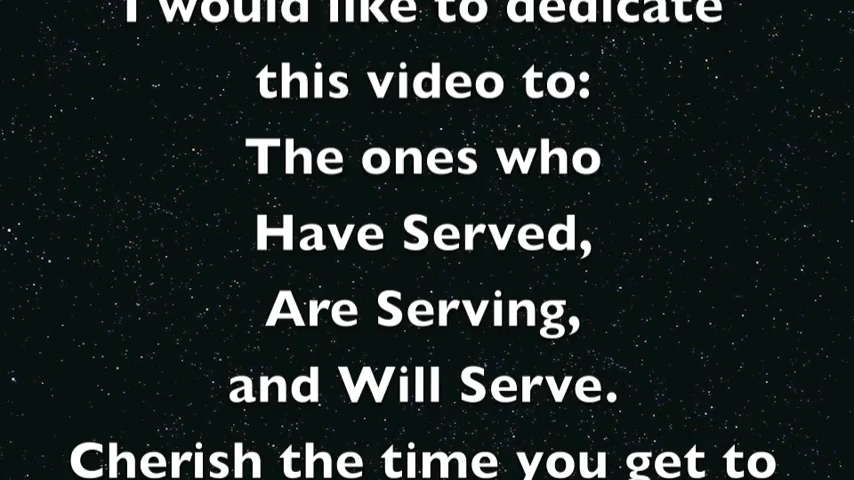 I would like to dedicate
this video to:
The ones who
Have Served,
Are Serving,
and Will Serve.
Cherish the time you get to